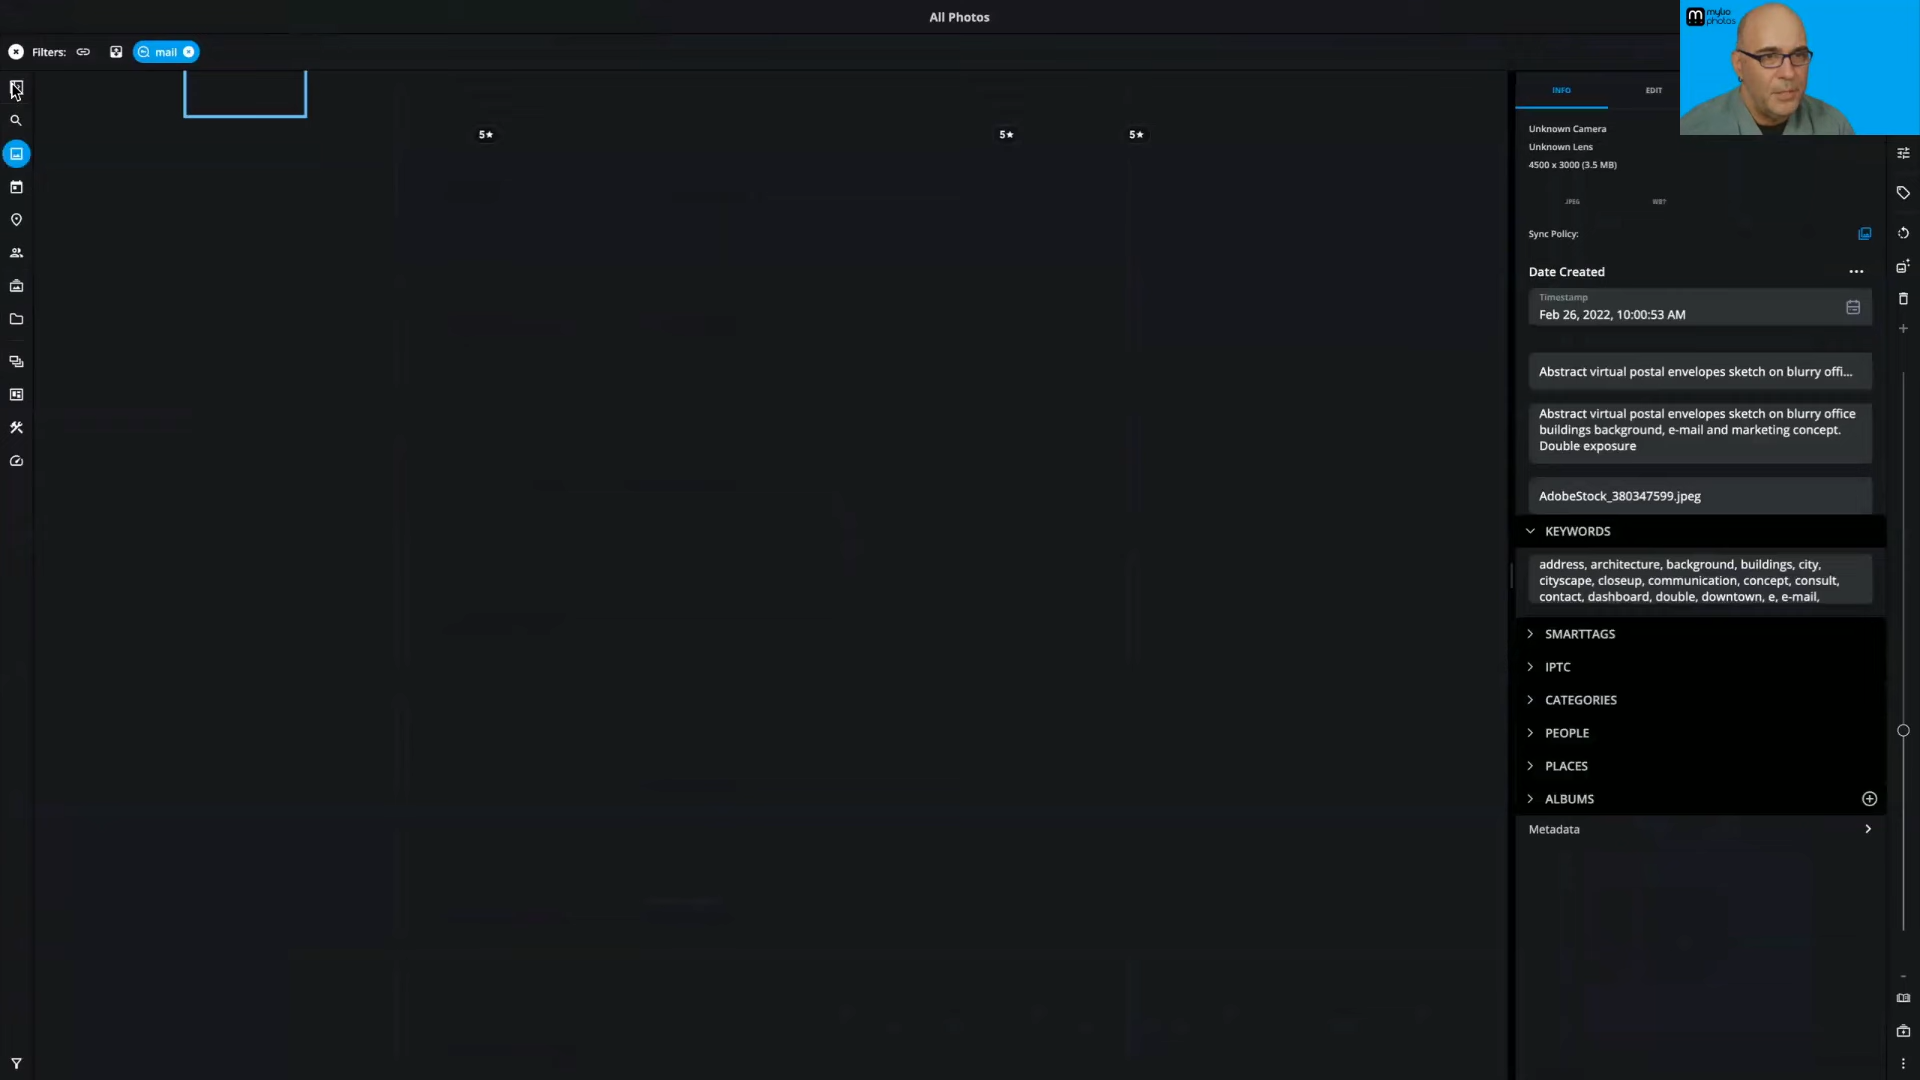 All Photos
mylio
photos
Filters:
mail
INFO
EDIT
Unknown Camera
Unknown Lens
4500 x 3000 (3.5 MB)
5★
5★
5★
JPEG
WB?
Sync Policy:
Date Created
Timestamp
Feb 26, 2022, 10:00:53 AM
Abstract virtual postal envelopes sketch on blurry offi...
Abstract virtual postal envelopes sketch on blurry office
buildings background, e-mail and marketing concept.
Double exposure
AdobeStock_380347599.jpeg
KEYWORDS
address, architecture, background, buildings, city,
cityscape, closeup, communication, concept, consult,
contact, dashboard, double, downtown, e, e-mail,
SMARTTAGS
IPTC
CATEGORIES
PEOPLE
PLACES
ALBUMS
Metadata